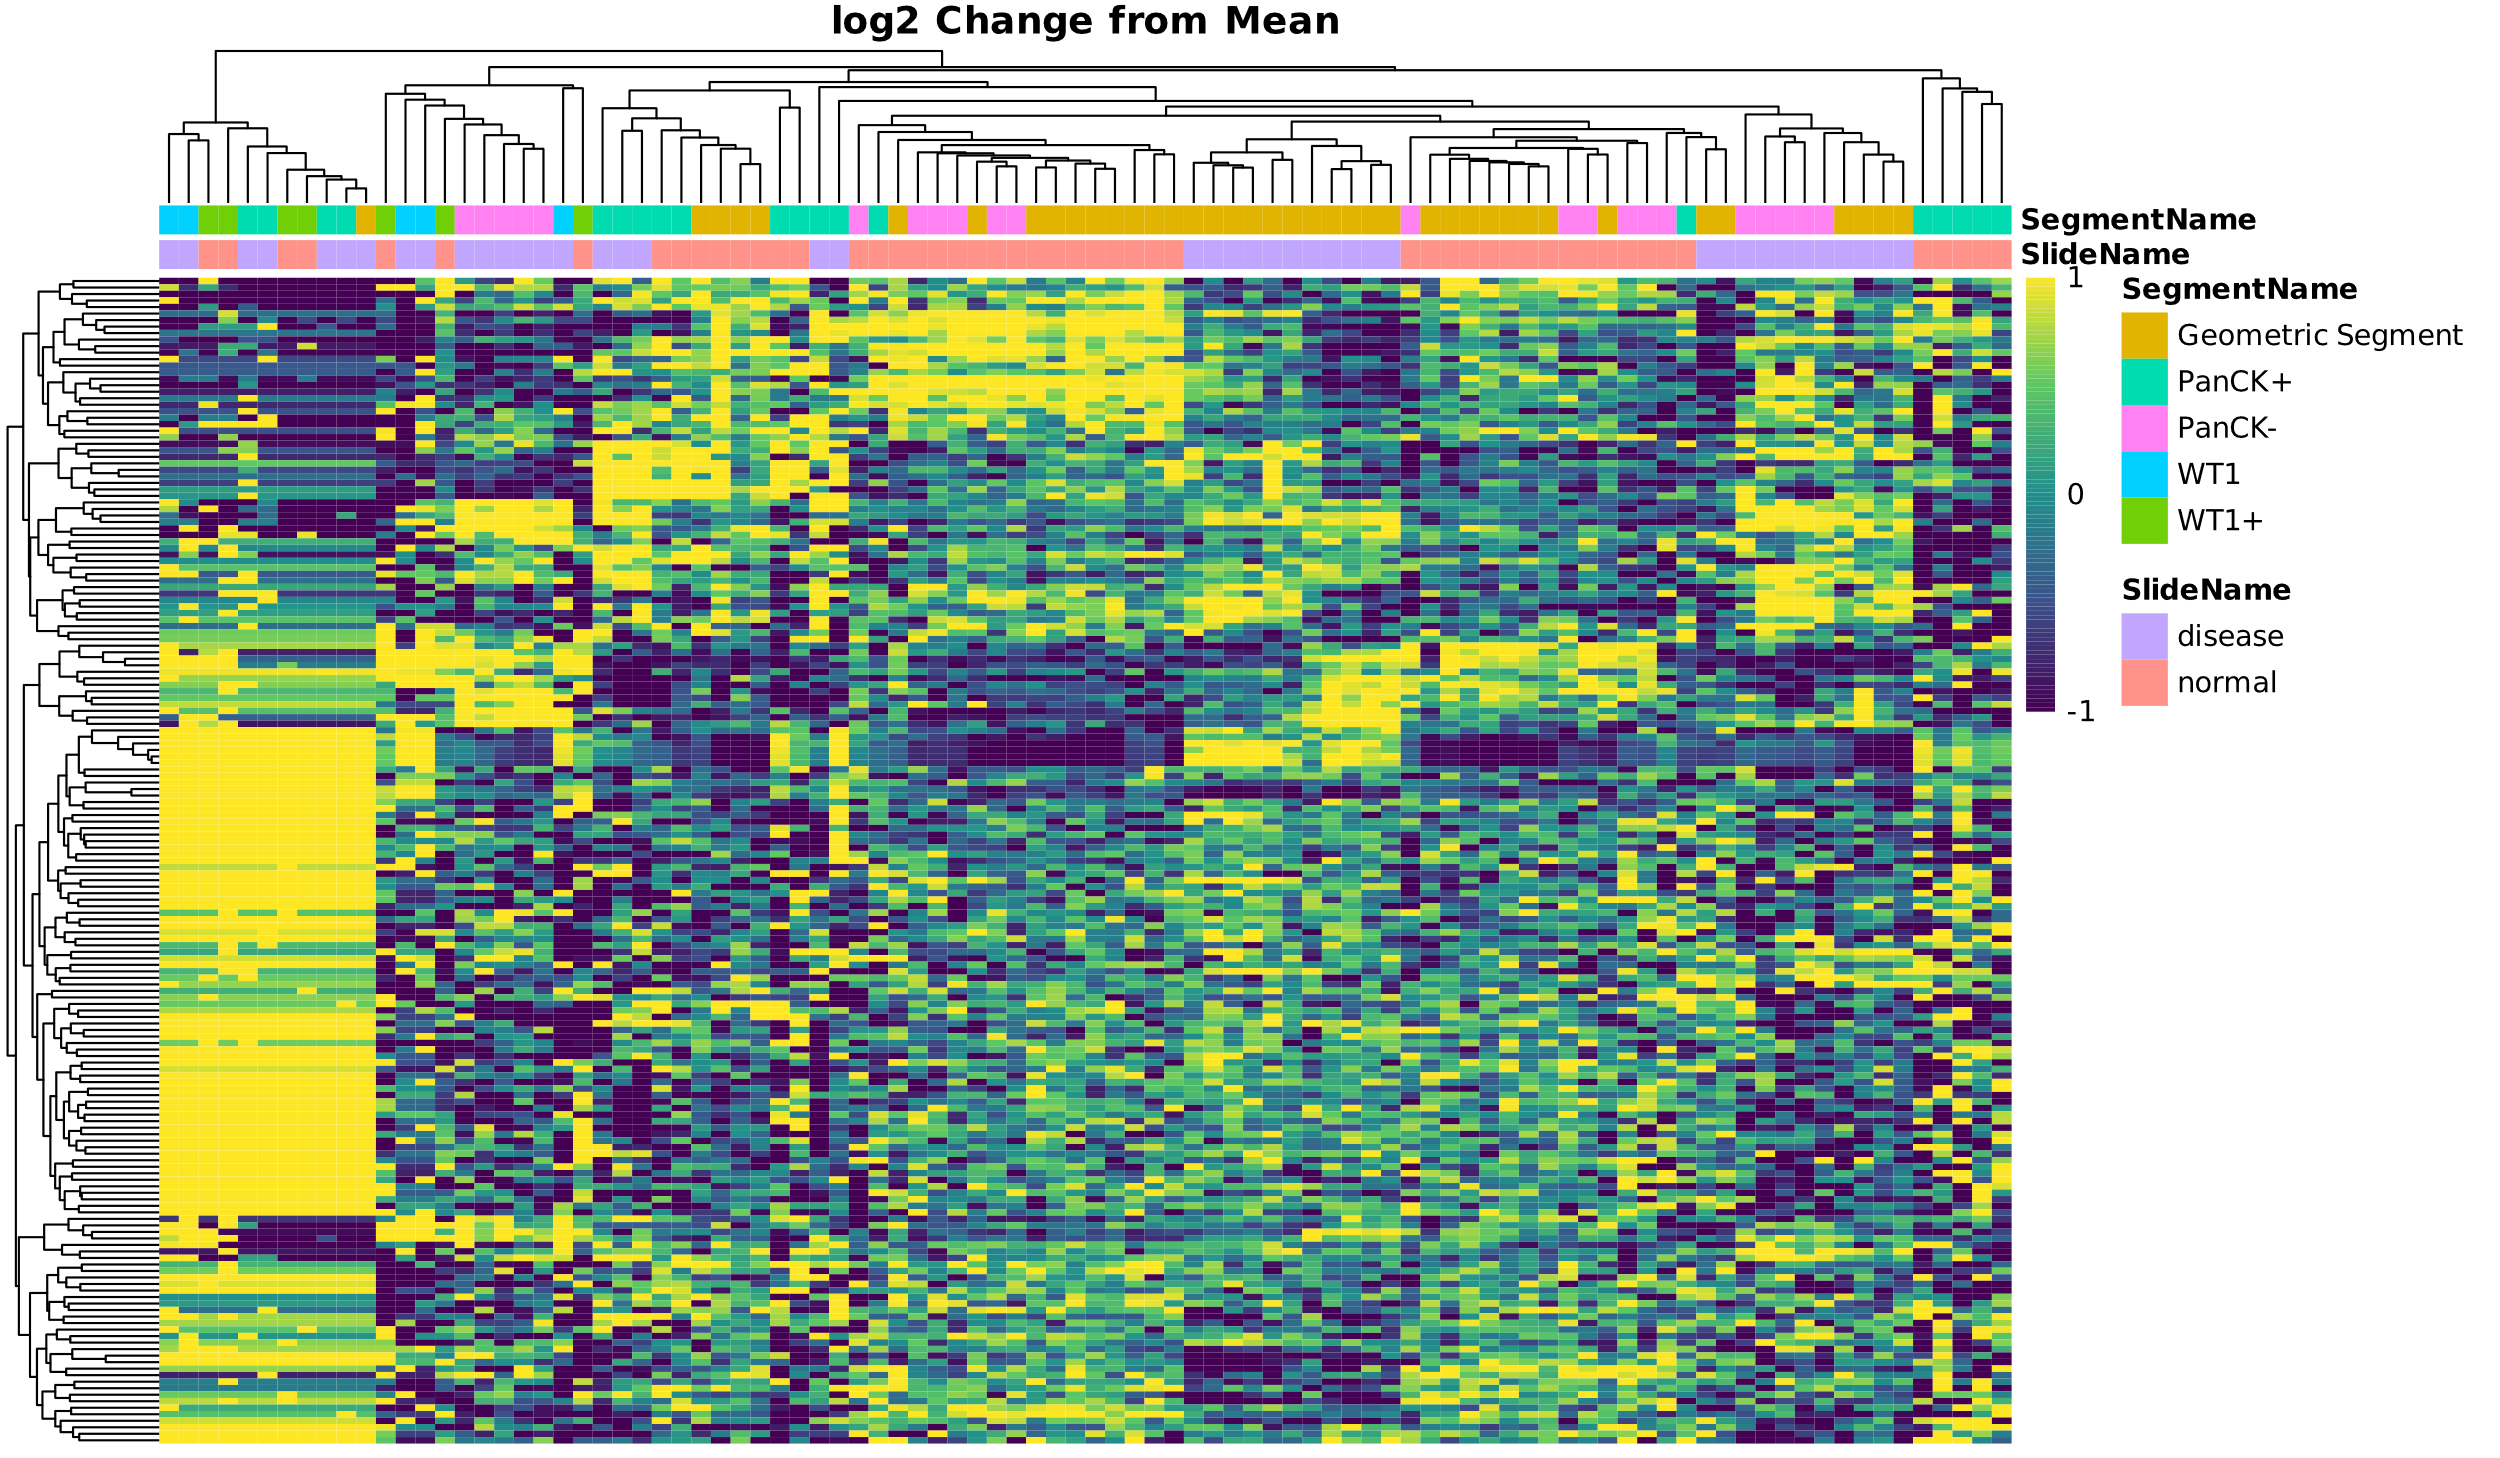 log2 Change from Mean
SegmentName
SlideName
1
0
-1
SegmentName
Geometric Segment
PanCK+
PanCK-
WT1
WT1+
SlideName
disease
normal